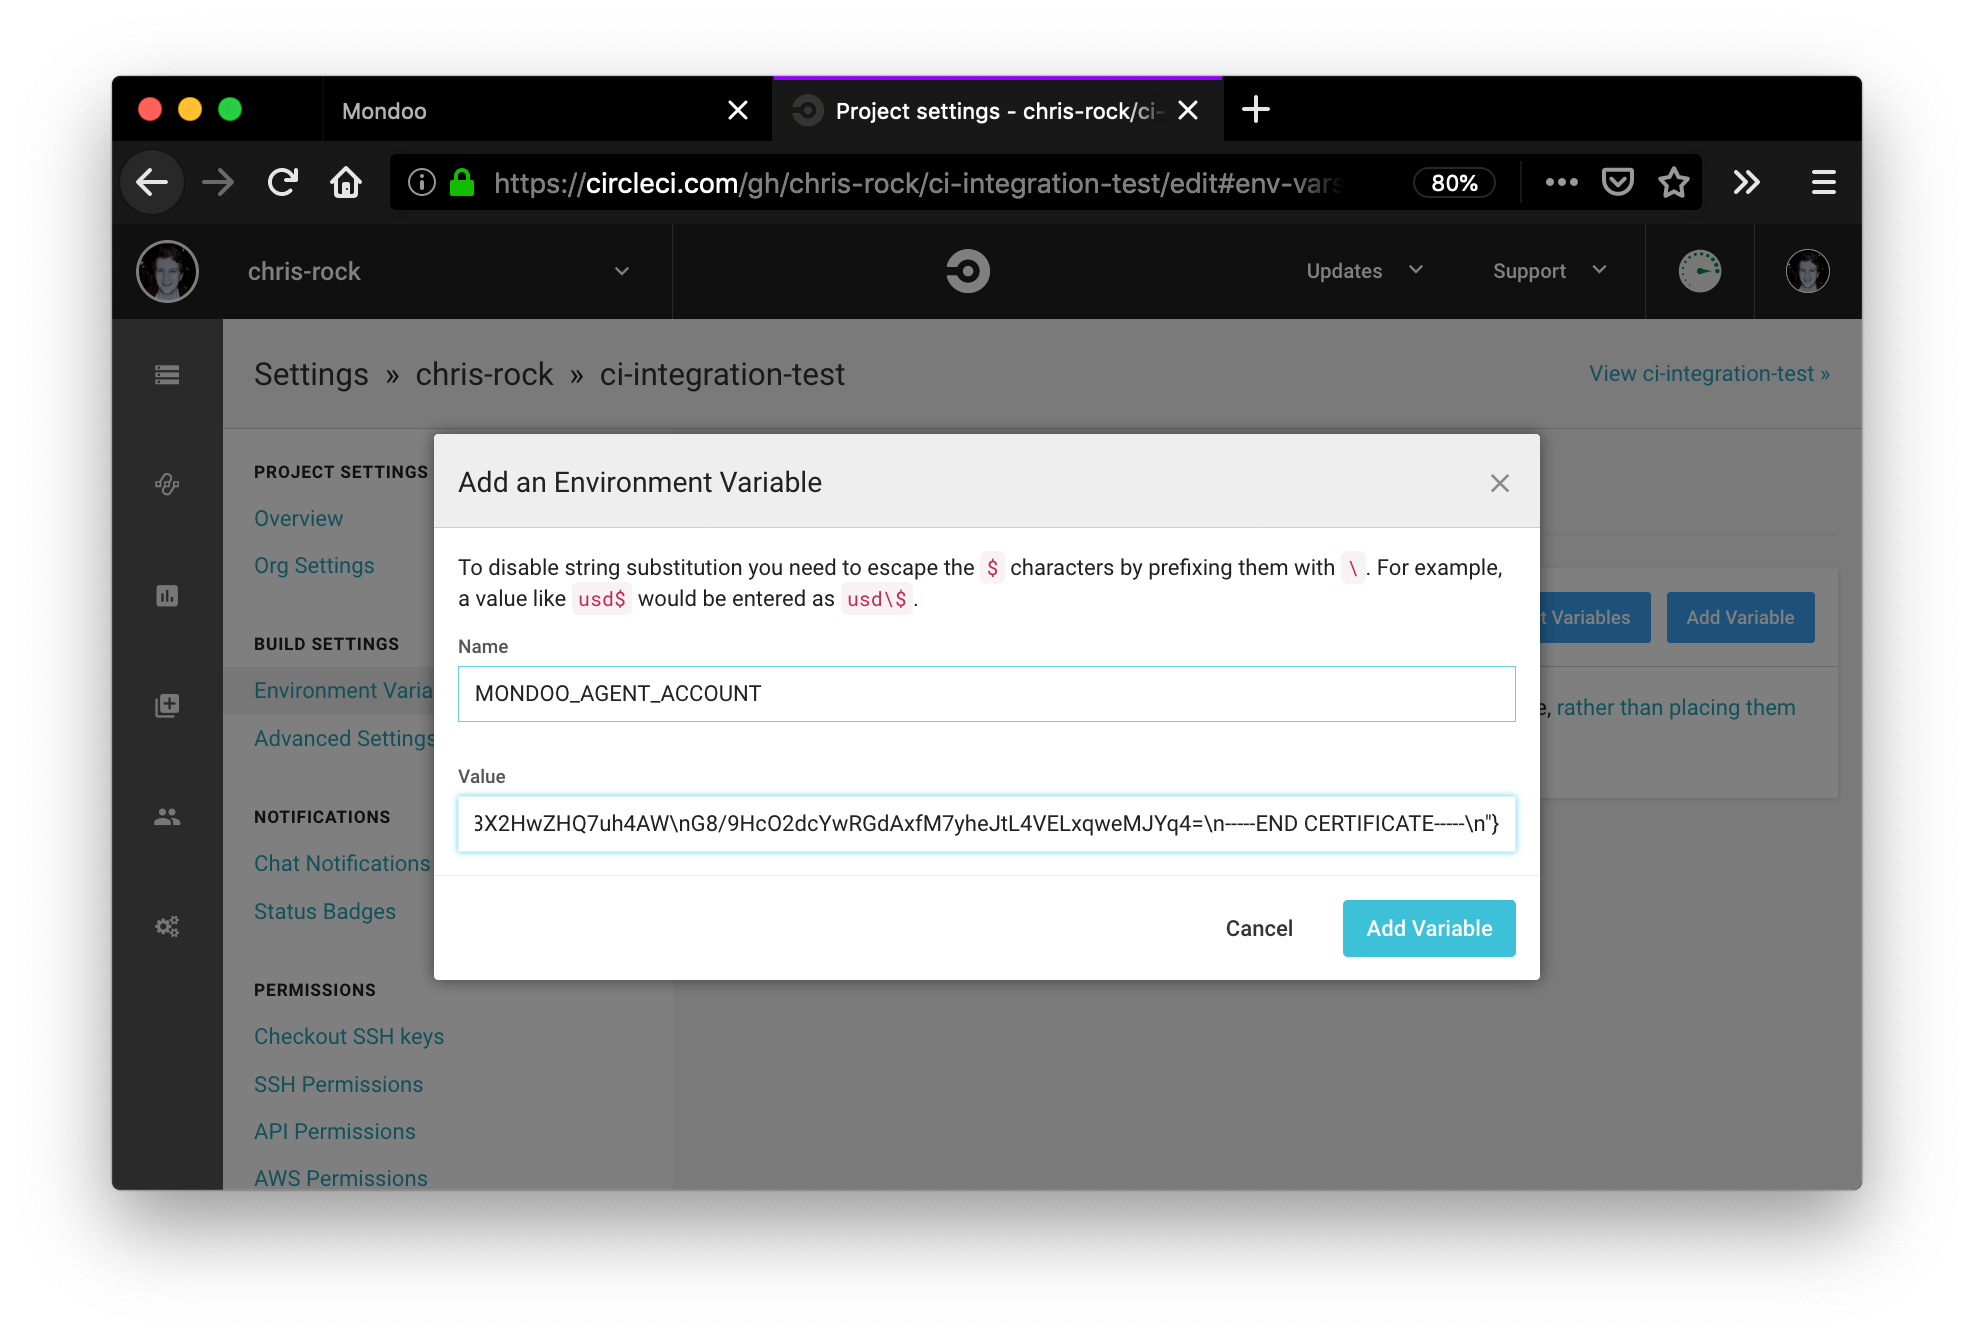 Mondoo
Project settings - chris-rock/ci-
https://circleci.com/gh/chris-rock/ci-integration-test/edit#env-vars
80%
chris-rock
Updates
Support
Settings » chris-rock » ci-integration-test
View ci-integration-test »
PROJECT SETTINGS
Overview
Org Settings
BUILD SETTINGS
Environment Varia
Advanced Settings
NOTIFICATIONS
Chat Notifications
Status Badges
PERMISSIONS
Checkout SSH keys
SSH Permissions
API Permissions
AWS Permissions
t Variables
Add Variable
e, rather than placing them
Add an Environment Variable
To disable string substitution you need to escape the $ characters by prefixing them with \. For example,
a value like usd$ would be entered as usd\$.
Name
MONDOO_AGENT_ACCOUNT
Value
3X2HwZHQ7uh4AW\nG8/9HcO2dcYwRGdAxfM7yheJtL4VELxqweMJYq4=\n-----END CERTIFICATE-----\n"}
Cancel
Add Variable